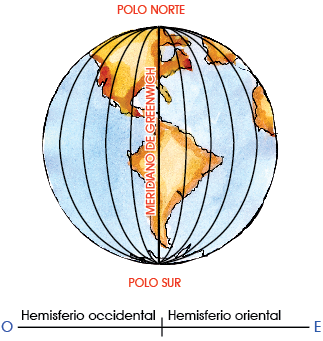 POLO NORTE
MERIDIANO DE GREENWICH
POLO SUR
Hemisferio occidental Hemisferio oriental
O E